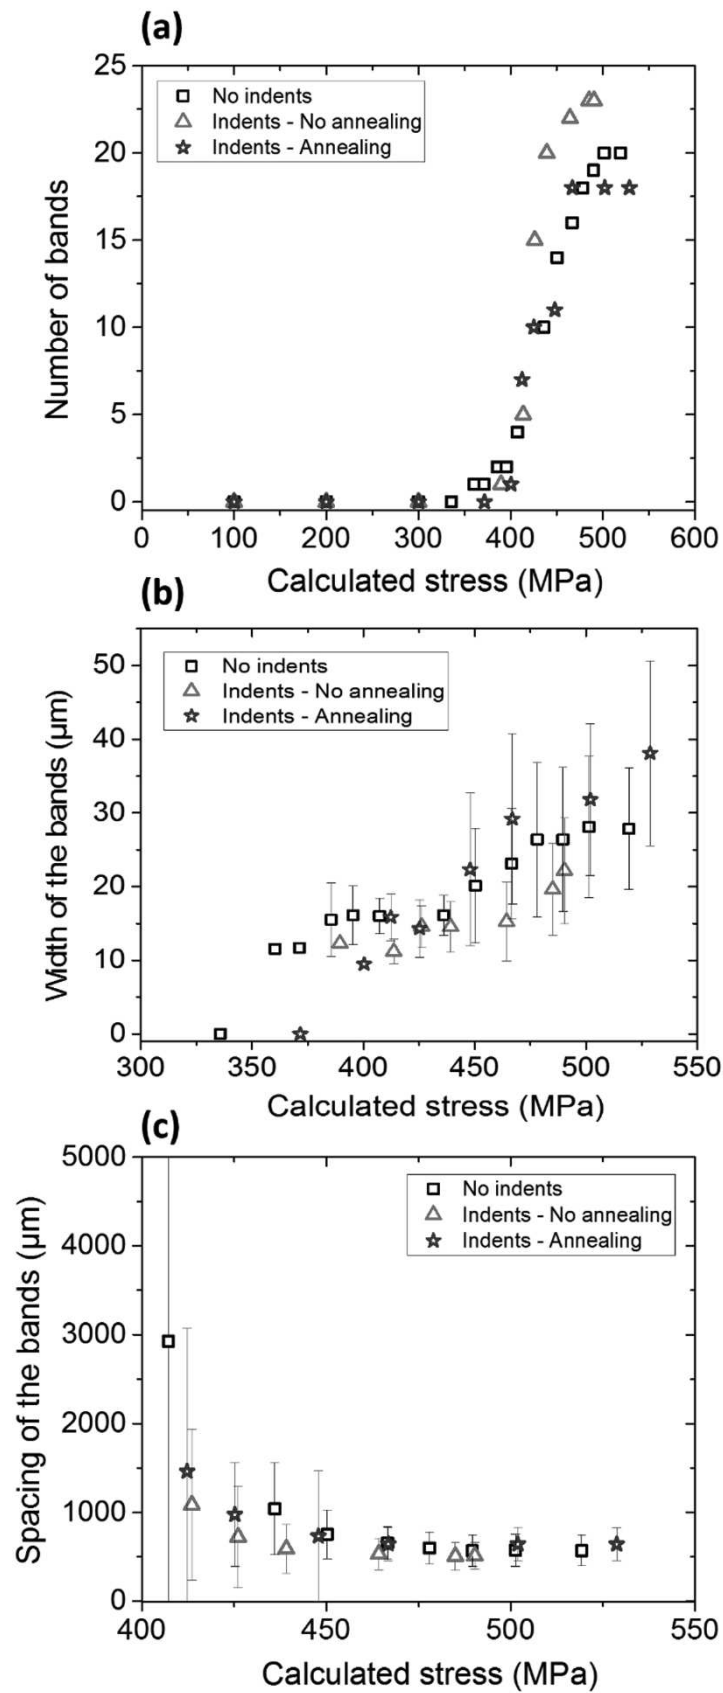 (a)
25
20
15
10
5
0
Number of bands
No indents
Indents - No annealing
Indents - Annealing
0 100 200 300 400 500 600
Calculated stress (MPa)
(b)
50
40
30
20
10
0
Width of the bands (µm)
No indents
Indents - No annealing
Indents - Annealing
300 350 400 450 500 550
Calculated stress (MPa)
(c)
5000
4000
3000
2000
1000
0
Spacing of the bands (µm)
No indents
Indents - No annealing
Indents - Annealing
400 450 500 550
Calculated stress (MPa)